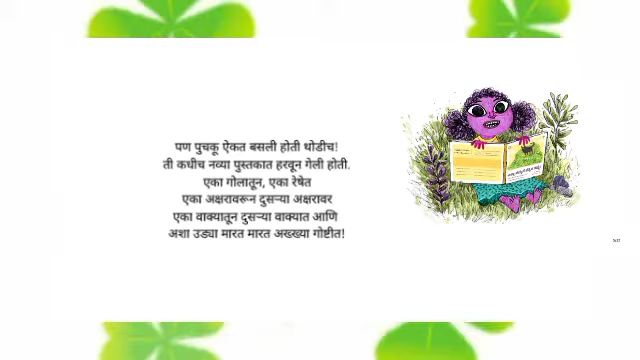 पण पुचकू ऐकत बसली होती थोडीच!
ती कधीच नव्या पुस्तकात हरवून गेली होती.
एका गोलातून, एका रेषेत
एका अक्षरावरून दुसऱ्या अक्षरावर
एका वाक्यातून दुसऱ्या वाक्यात आणि
अशा उड्या मारत मारत अख्ख्या गोष्टीत!